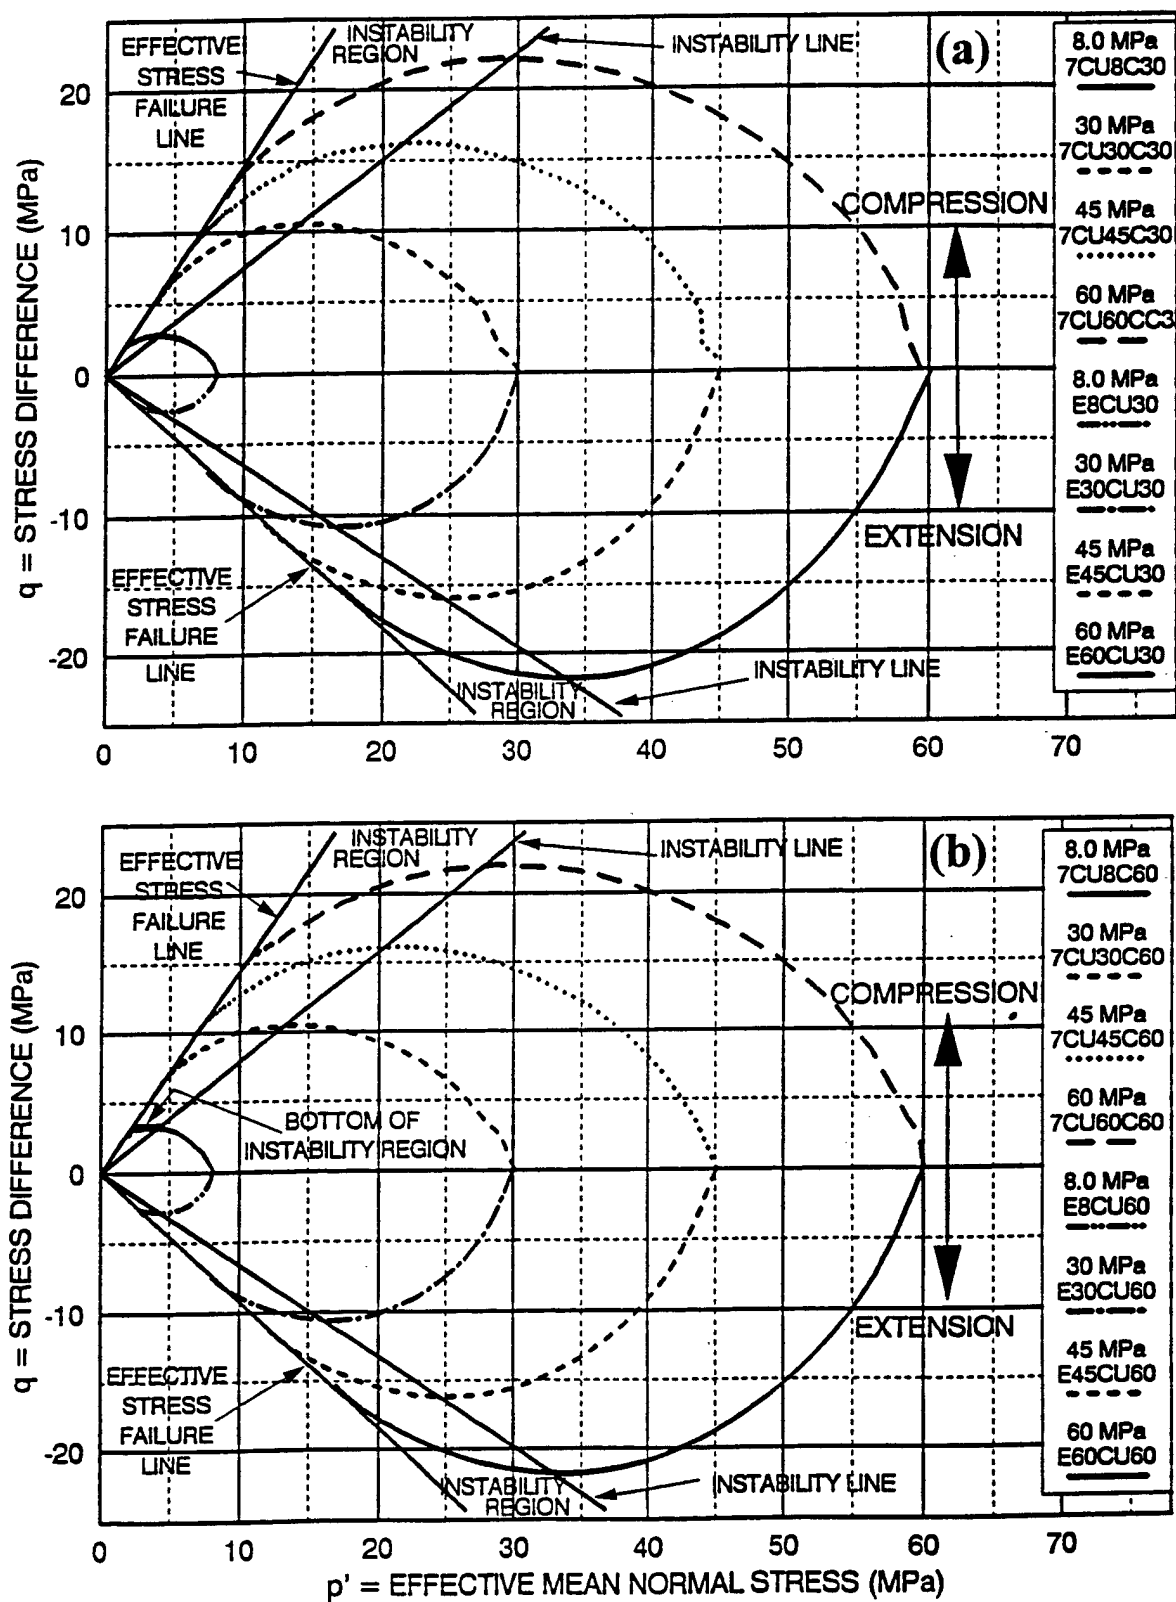 (a)
EFFECTIVE
STRESS
FAILURE
LINE
INSTABILITY
REGION
INSTABILITY LINE
COMPRESSION
EXTENSION
EFFECTIVE
STRESS
FAILURE
LINE
INSTABILITY
REGION
INSTABILITY LINE
q = STRESS DIFFERENCE (MPa)
20
10
0
-10
-20
0 10 20 30 40 50 60 70
8.0 MPa
7CU8C30
30 MPa
7CU30C30
45 MPa
7CU45C30
60 MPa
7CU60CC3
8.0 MPa
E8CU30
30 MPa
E30CU30
45 MPa
E45CU30
60 MPa
E60CU30
(b)
EFFECTIVE
STRESS
FAILURE
LINE
INSTABILITY
REGION
INSTABILITY LINE
COMPRESSION
BOTTOM OF
INSTABILITY REGION
EXTENSION
EFFECTIVE
STRESS
FAILURE
LINE
INSTABILITY
REGION
INSTABILITY LINE
q = STRESS DIFFERENCE (MPa)
20
10
0
-10
-20
0 10 20 30 40 50 60 70
p' = EFFECTIVE MEAN NORMAL STRESS (MPa)
8.0 MPa
7CU8C60
30 MPa
7CU30C60
45 MPa
7CU45C60
60 MPa
7CU60C60
8.0 MPa
E8CU60
30 MPa
E30CU60
45 MPa
E45CU60
60 MPa
E60CU60